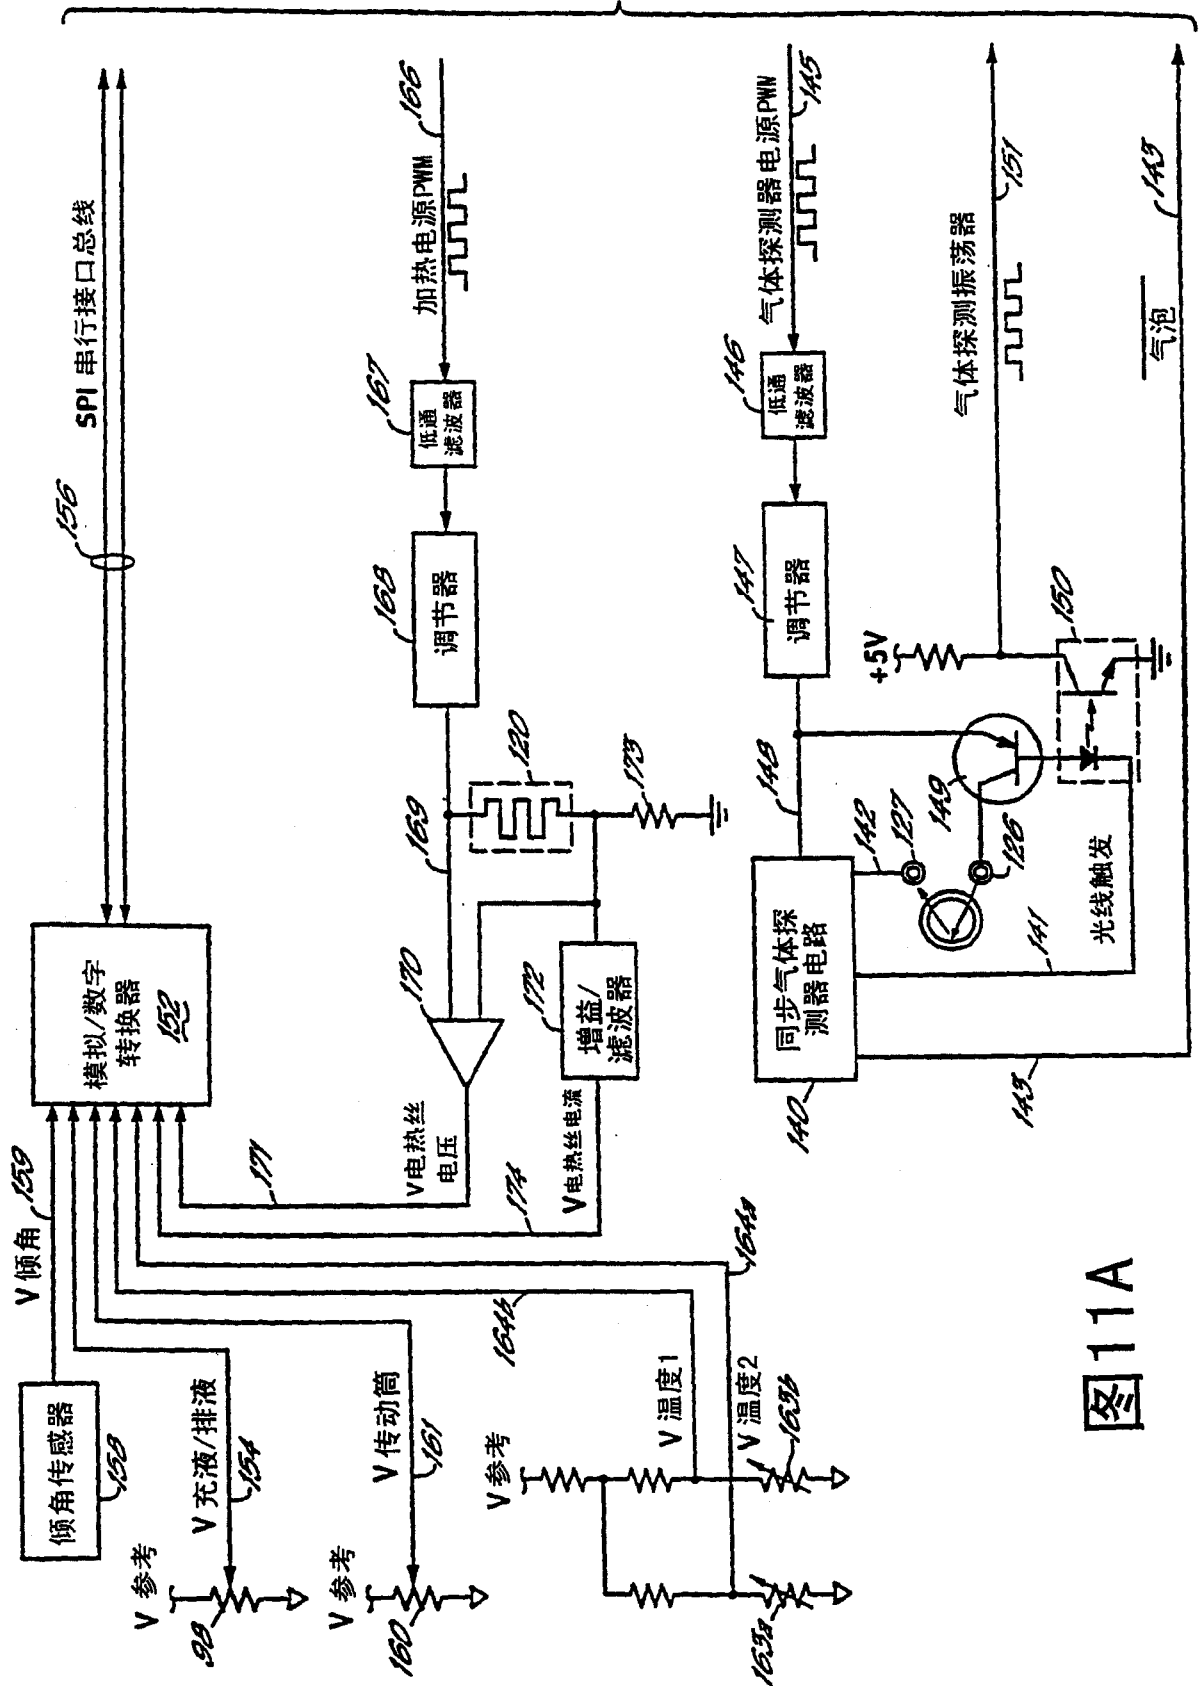 SPI 串行接口总线
156
模拟/数字
转换器
152
V 倾角
159
倾角传感器
158
V 参考
98
V 充液/排液
154
V 参考
160
V 传动筒
161
V 参考
V 温度1
V 温度2
163a
163b
164a
164b
171
174
加热电源PWM
166
167
低通
滤波器
168
调节器
169
120
173
170
V电热丝
电压
172
增益/
滤波器
V电热丝电流
气体探测器电源PWM
145
146
低通
滤波器
147
调节器
148
同步气体探
测器电路
140
142
127
126
149
141
光线触发
+5V
150
气体探测振荡器
151
气泡
143
143
图11A